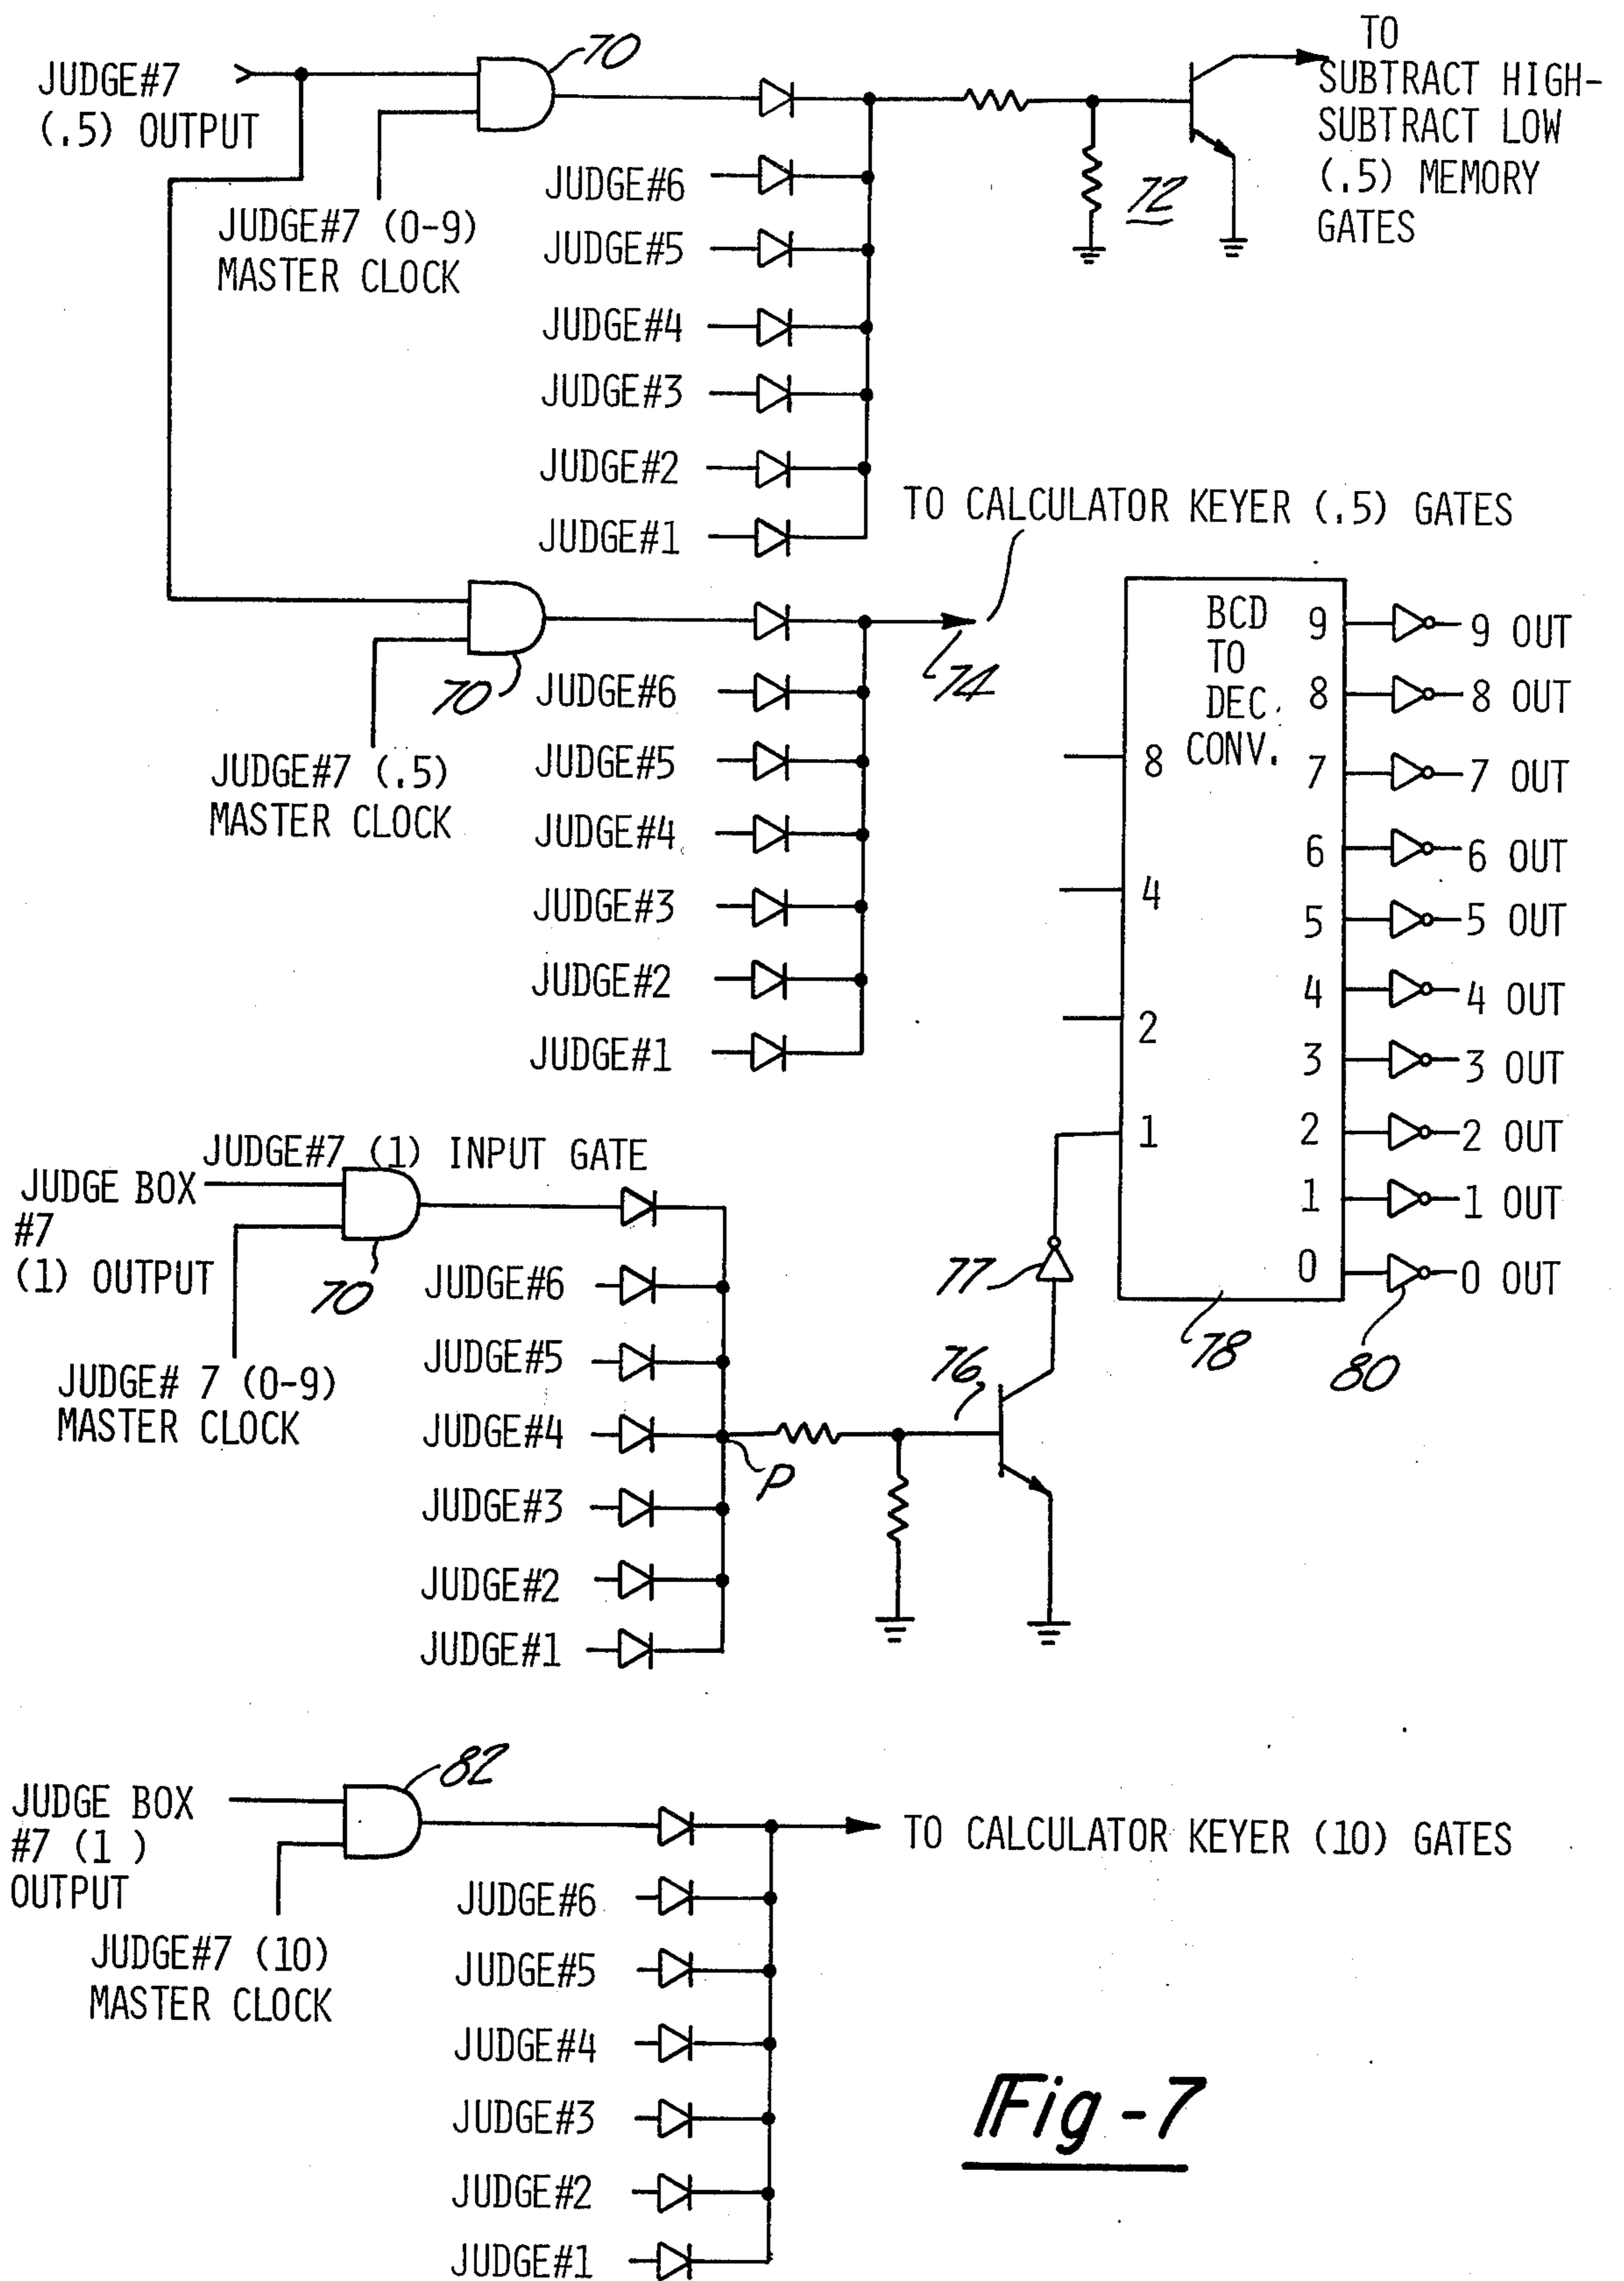 JUDGE#7
(.5) OUTPUT
70
JUDGE#7 (0-9)
MASTER CLOCK
JUDGE#6
JUDGE#5
JUDGE#4
JUDGE#3
JUDGE#2
JUDGE#1
72
TO
SUBTRACT HIGH-
SUBTRACT LOW
(.5) MEMORY
GATES
TO CALCULATOR KEYER (.5) GATES
74
70
JUDGE#7 (.5)
MASTER CLOCK
JUDGE#6
JUDGE#5
JUDGE#4
JUDGE#3
JUDGE#2
JUDGE#1
BCD
TO
DEC.
CONV.
8
4
2
1
9 9 OUT
8 8 OUT
7 7 OUT
6 6 OUT
5 5 OUT
4 4 OUT
3 3 OUT
2 2 OUT
1 1 OUT
0 0 OUT
77
78
80
JUDGE#7 (1) INPUT GATE
JUDGE BOX
#7
(1) OUTPUT
70
JUDGE# 7 (0-9)
MASTER CLOCK
JUDGE#6
JUDGE#5
JUDGE#4
JUDGE#3
JUDGE#2
JUDGE#1
P
76
82
JUDGE BOX
#7 (1 )
OUTPUT
JUDGE#7 (10)
MASTER CLOCK
TO CALCULATOR KEYER (10) GATES
JUDGE#6
JUDGE#5
JUDGE#4
JUDGE#3
JUDGE#2
JUDGE#1
Fig-7